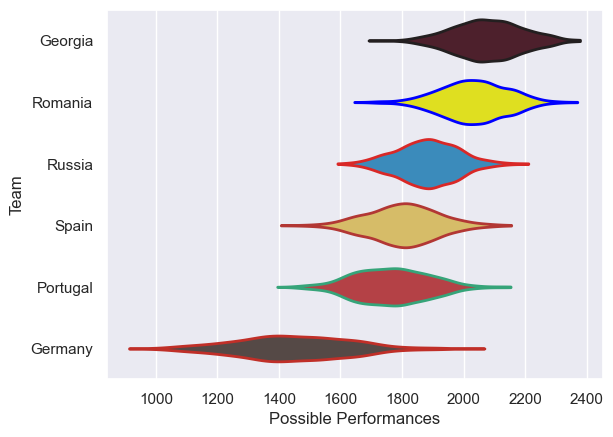 Georgia
Romania
Russia
Spain
Portugal
Germany
Team
1000 1200 1400 1600 1800 2000 2200 2400
Possible Performances